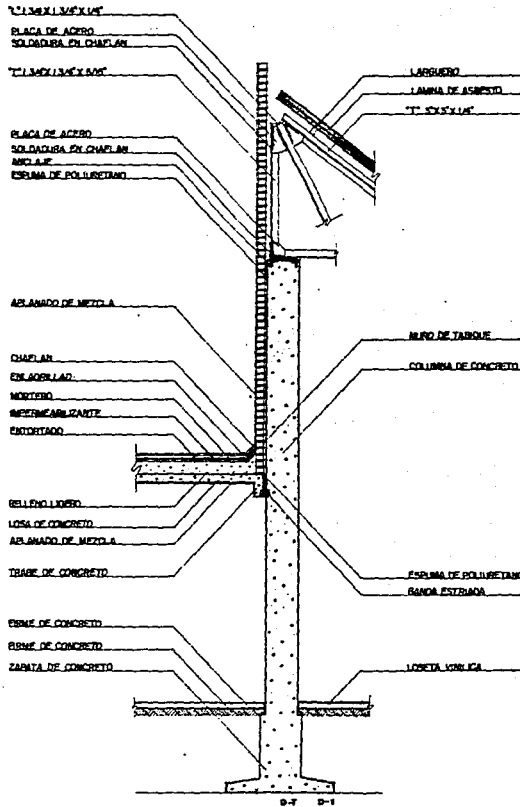 "L" 1 3/4 X 1 3/4" X 1/4"
PLACA DE ACERO
SOLDADURA EN CHAFLAN
"T" 1 3/4 X 1 3/4" X 5/16"
PLACA DE ACERO
SOLDADURA EN CHAFLAN
ANCLAJE
ESPUMA DE POLIURETANO
APLANADO DE MEZCLA
CHAFLAN
ENLADRILLADO
MORTERO
IMPERMEABILIZANTE
ENTORTADO
RELLENO LIGERO
LOSA DE CONCRETO
APLANADO DE MEZCLA
TRABE DE CONCRETO
FIRME DE CONCRETO
FIRME DE CONCRETO
ZAPATA DE CONCRETO
LARGUERO
LAMINA DE ASBESTO
"T" 3" X 3" X 1/4"
MURO DE TABIQUE
COLUMNA DE CONCRETO
ESPUMA DE POLIURETANO
BANDA ESTRIADA
LOSETA VINILICA
D-7 D-1